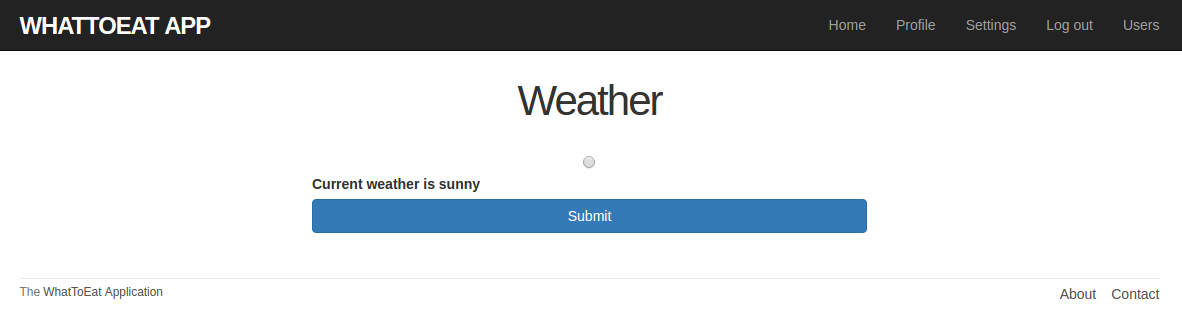 WHATTOEAT APP Home Profile Settings Log out Users
Weather
Current weather is sunny
Submit
The WhatToEat Application About Contact